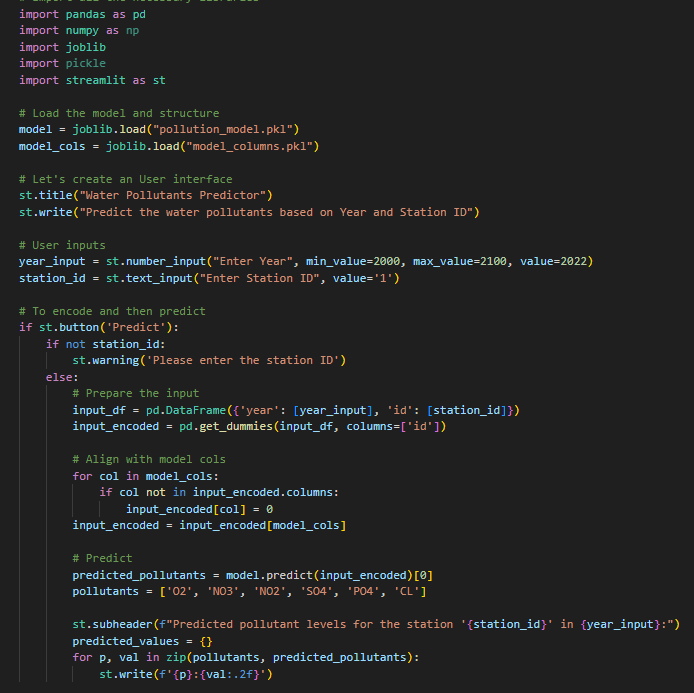 # Import all the necessary libraries
import pandas as pd
import numpy as np
import joblib
import pickle
import streamlit as st
# Load the model and structure
model = joblib.load("pollution_model.pkl")
model_cols = joblib.load("model_columns.pkl")
# Let's create an User interface
st.title("Water Pollutants Predictor")
st.write("Predict the water pollutants based on Year and Station ID")
# User inputs
year_input = st.number_input("Enter Year", min_value=2000, max_value=2100, value=2022)
station_id = st.text_input("Enter Station ID", value='1')
# To encode and then predict
if st.button('Predict'):
    if not station_id:
        st.warning('Please enter the station ID')
    else:
        # Prepare the input
        input_df = pd.DataFrame({'year': [year_input], 'id': [station_id]})
        input_encoded = pd.get_dummies(input_df, columns=['id'])
        # Align with model cols
        for col in model_cols:
            if col not in input_encoded.columns:
                input_encoded[col] = 0
        input_encoded = input_encoded[model_cols]
        # Predict
        predicted_pollutants = model.predict(input_encoded)[0]
        pollutants = ['O2', 'NO3', 'NO2', 'SO4', 'PO4', 'CL']
        st.subheader(f"Predicted pollutant levels for the station '{station_id}' in {year_input}:")
        predicted_values = {}
        for p, val in zip(pollutants, predicted_pollutants):
            st.write(f'{p}:{val:.2f}')